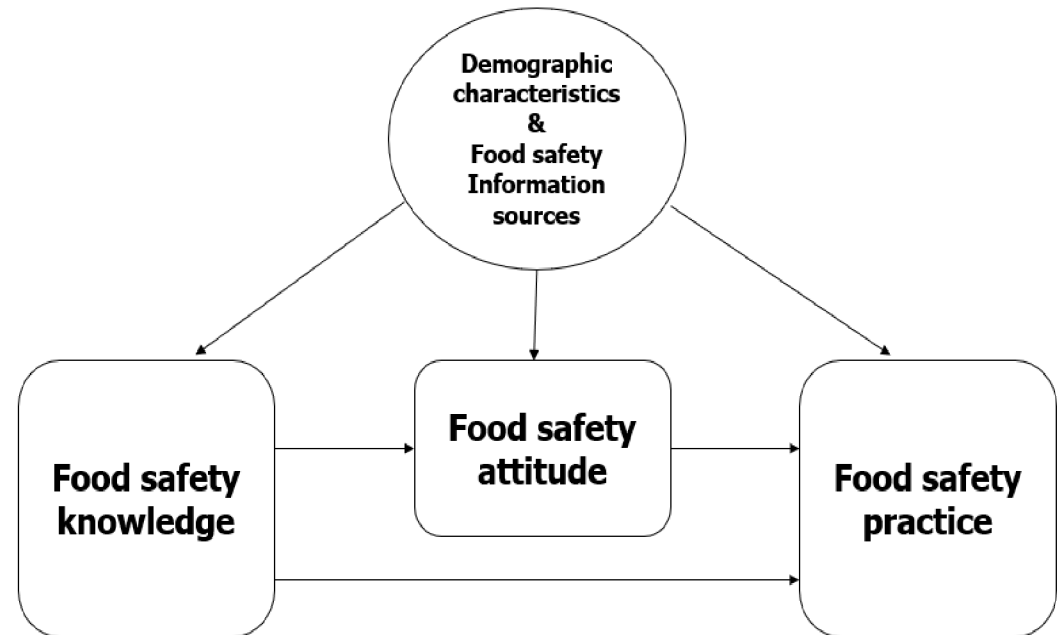 Demographic
characteristics
&
Food safety
Information
sources
Food safety
knowledge
Food safety
attitude
Food safety
practice